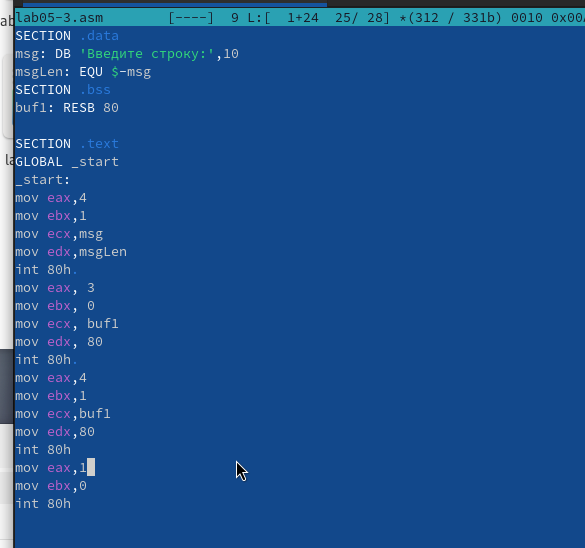 lab05-3.asm [----] 9 L:[ 1+24 25/ 28] *(312 / 331b) 0010 0x00
SECTION .data
msg: DB 'Введите строку:',10
msgLen: EQU $-msg
SECTION .bss
buf1: RESB 80
SECTION .text
GLOBAL _start
_start:
mov eax,4
mov ebx,1
mov ecx,msg
mov edx,msgLen
int 80h.
mov eax, 3
mov ebx, 0
mov ecx, buf1
mov edx, 80
int 80h.
mov eax,4
mov ebx,1
mov ecx,buf1
mov edx,80
int 80h
mov eax,1
mov ebx,0
int 80h